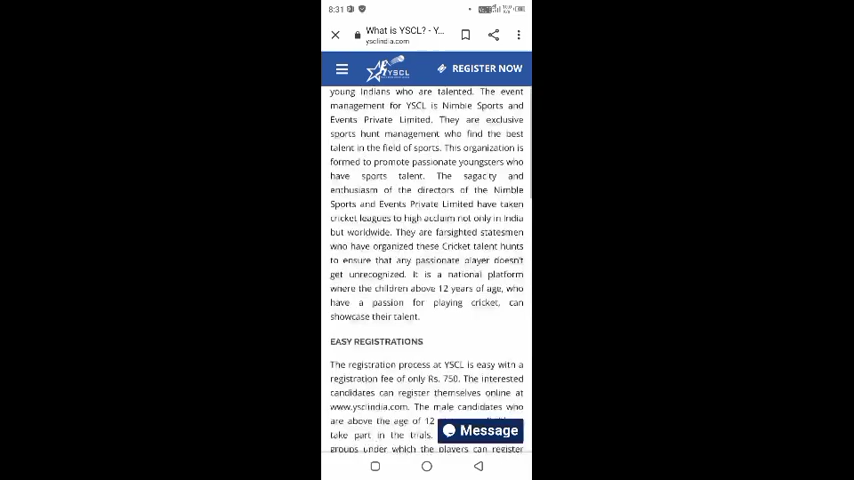 8:31
What is YSCL? - Y...
ysclindia.com
YSCL
REGISTER NOW
young Indians who are talented. The event
management for YSCL is Nimble Sports and
Events Private Limited. They are exclusive
sports hunt management who find the best
talent in the field of sports. This organization is
formed to promote passionate youngsters who
have sports talent. The sagacity and
enthusiasm of the directors of the Nimble
Sports and Events Private Limited have taken
cricket leagues to high acclaim not only in India
but worldwide. They are farsighted statesmen
who have organized these Cricket talent hunts
to ensure that any passionate player doesn't
get unrecognized. It is a national platform
where the children above 12 years of age, who
have a passion for playing cricket, can
showcase their talent.
EASY REGISTRATIONS
The registration process at YSCL is easy with a
registration fee of only Rs. 750. The interested
candidates can register themselves online at
www.ysclindia.com. The male candidates who
are above the age of 12
take part in the trials.
Message
groups under which the players can register